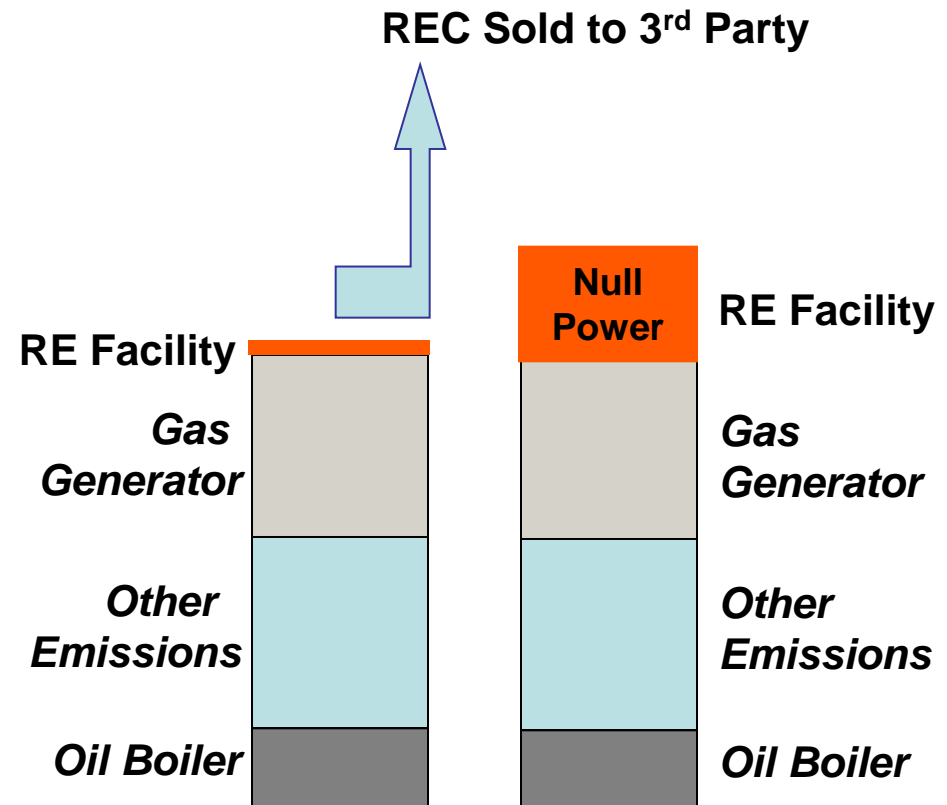 REC Sold to 3rd Party
RE Facility
Gas
Generator
Other
Emissions
Oil Boiler
Null
Power
RE Facility
Gas
Generator
Other
Emissions
Oil Boiler